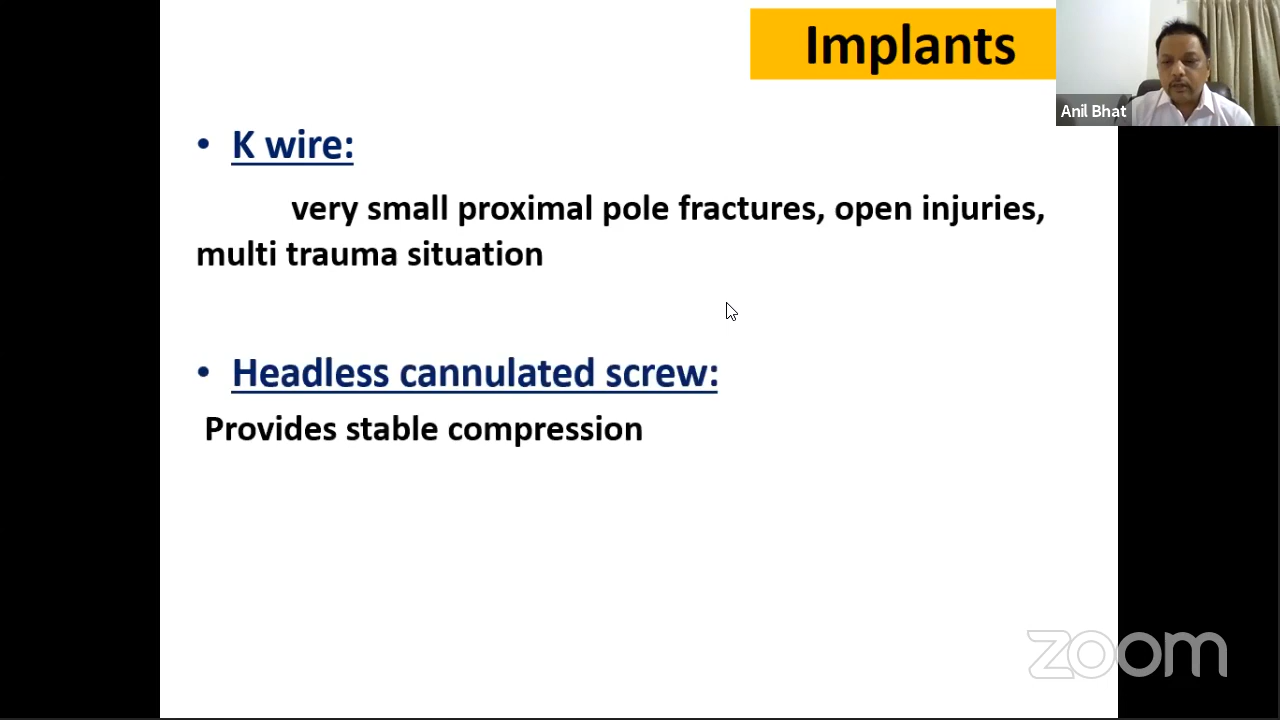 Implants
Anil Bhat
• K wire:
very small proximal pole fractures, open injuries,
multi trauma situation
• Headless cannulated screw:
Provides stable compression
zoom